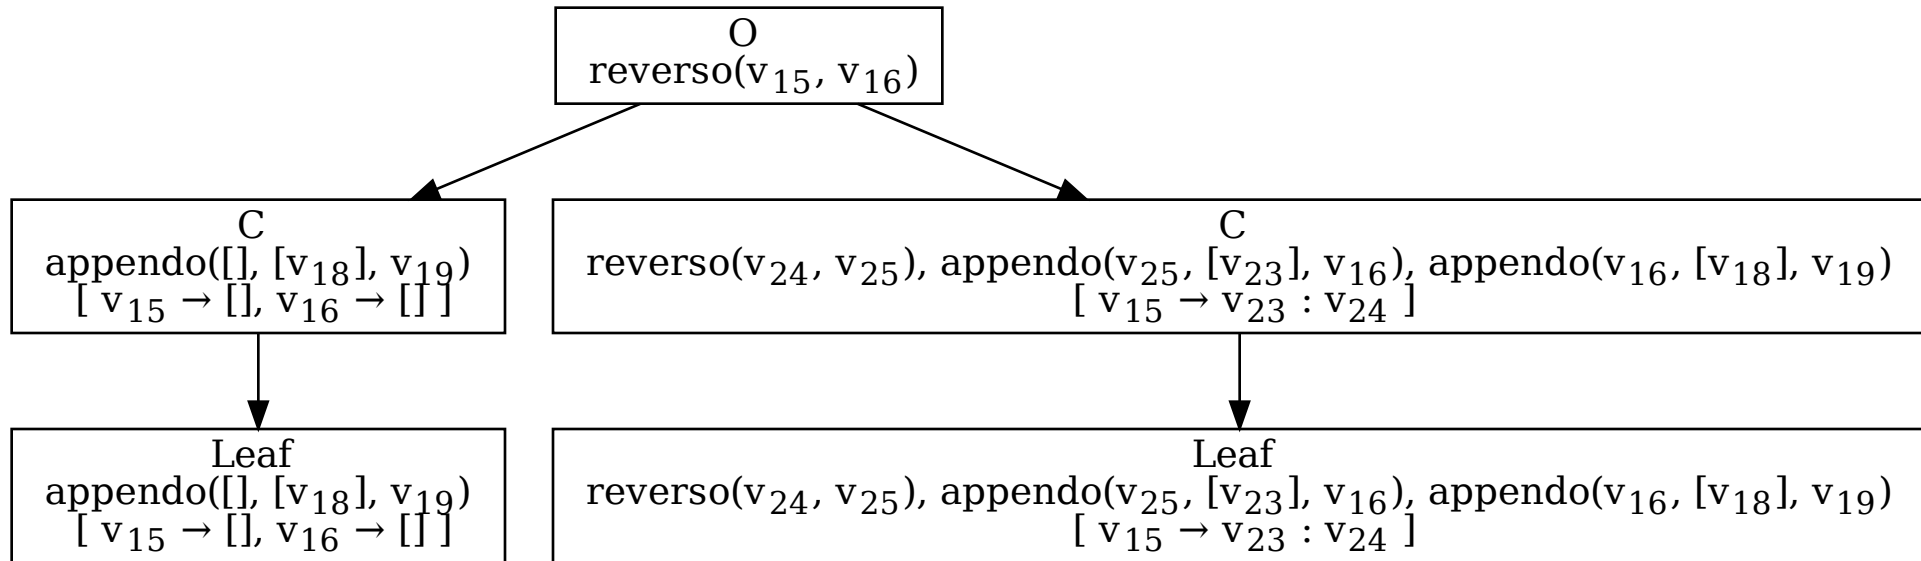 O
reverso(v₁₅, v₁₆)
C
appendo([], [v₁₈], v₁₉)
[ v₁₅ → [], v₁₆ → [] ]
C
reverso(v₂₄, v₂₅), appendo(v₂₅, [v₂₃], v₁₆), appendo(v₁₆, [v₁₈], v₁₉)
[ v₁₅ → v₂₃ : v₂₄ ]
Leaf
appendo([], [v₁₈], v₁₉)
[ v₁₅ → [], v₁₆ → [] ]
Leaf
reverso(v₂₄, v₂₅), appendo(v₂₅, [v₂₃], v₁₆), appendo(v₁₆, [v₁₈], v₁₉)
[ v₁₅ → v₂₃ : v₂₄ ]